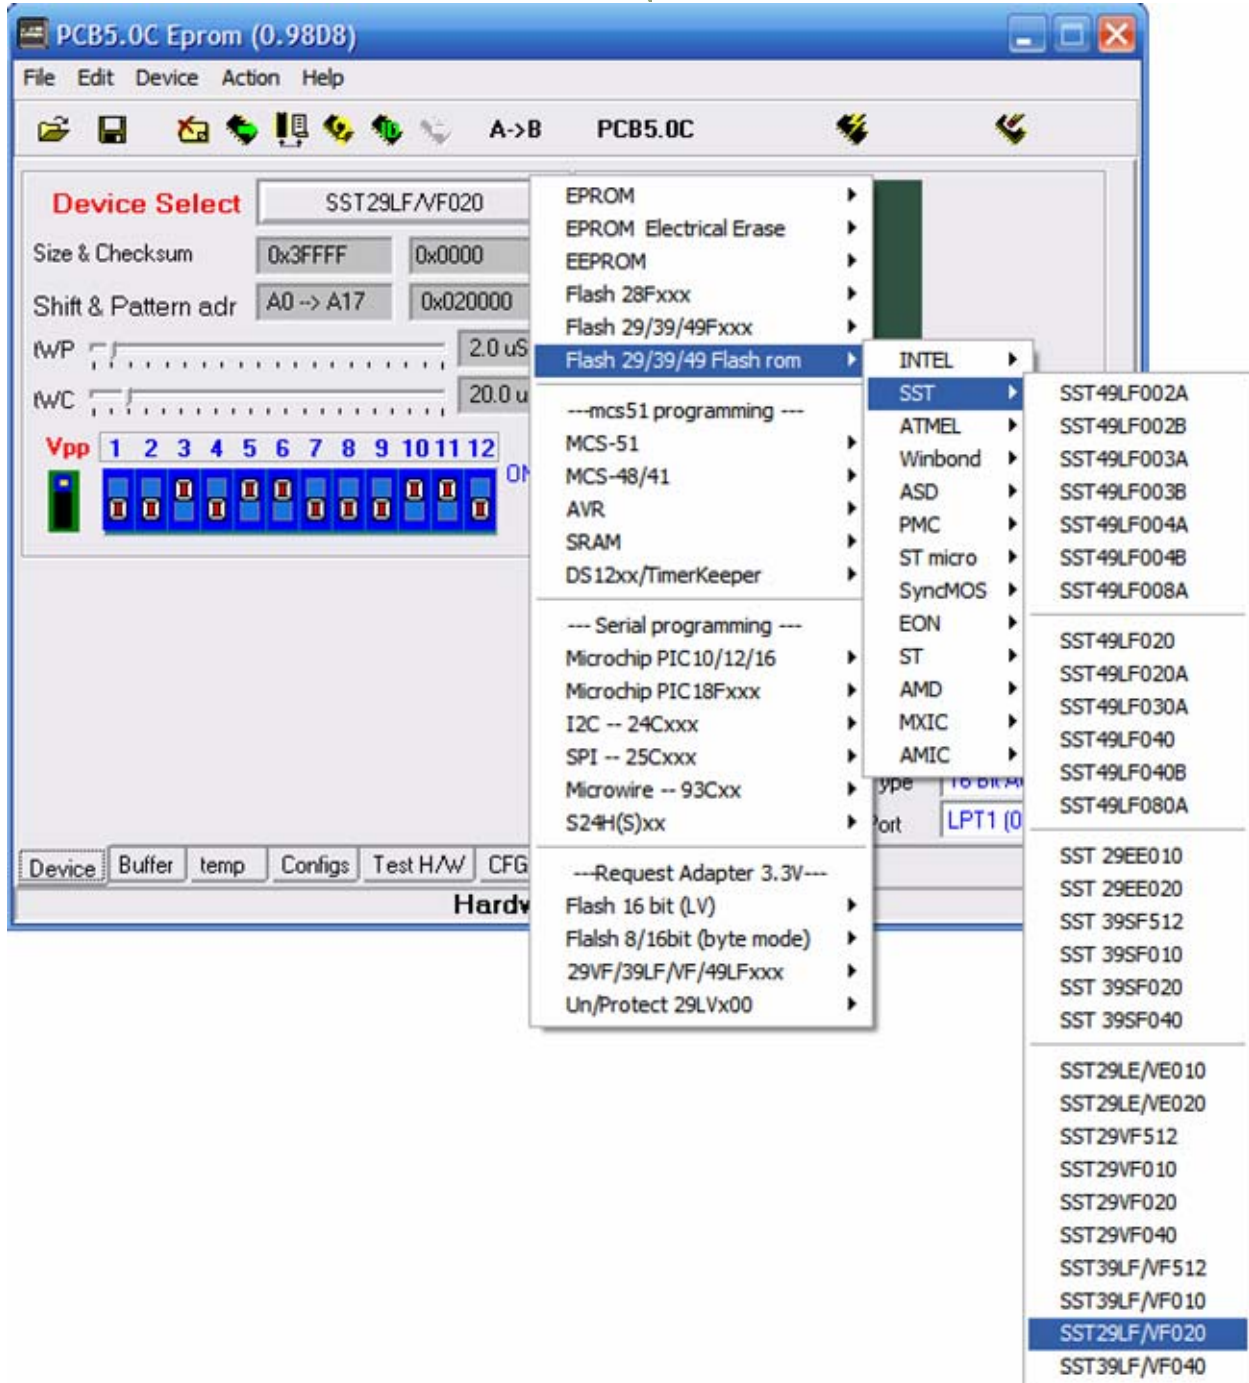 PCB5.0C Eprom (0.98D8)
File Edit Device Action Help
A->B PCB5.0C
Device Select SST29LF/VF020
Size & Checksum 0x3FFFF 0x0000
Shift & Pattern adr A0 --> A17 0x020000
tWP 2.0 uS
tWC 20.0 u
Vpp 1 2 3 4 5 6 7 8 9 10 11 12
Device Buffer temp Configs Test H/W CFG
EPROM
EPROM Electrical Erase
EEPROM
Flash 28Fxxx
Flash 29/39/49Fxxx
Flash 29/39/49 Flash rom
---mcs51 programming ---
MCS-51
MCS-48/41
AVR
SRAM
DS12xx/TimerKeeper
--- Serial programming ---
Microchip PIC10/12/16
Microchip PIC18Fxxx
I2C -- 24Cxxx
SPI -- 25Cxxx
Microwire -- 93Cxx
S24H(S)xx
---Request Adapter 3.3V---
Flash 16 bit (LV)
Flalsh 8/16bit (byte mode)
29VF/39LF/VF/49LFxxx
Un/Protect 29LVx00
INTEL
SST
ATMEL
Winbond
ASD
PMC
ST micro
SyncMOS
EON
ST
AMD
MXIC
AMIC
LPT1 (0
SST49LF002A
SST49LF002B
SST49LF003A
SST49LF003B
SST49LF004A
SST49LF004B
SST49LF008A
SST49LF020
SST49LF020A
SST49LF030A
SST49LF040
SST49LF040B
SST49LF080A
SST 29EE010
SST 29EE020
SST 39SF512
SST 39SF010
SST 39SF020
SST 39SF040
SST29LE/VE010
SST29LE/VE020
SST29VF512
SST29VF010
SST29VF020
SST29VF040
SST39LF/VF512
SST39LF/VF010
SST29LF/VF020
SST39LF/VF040